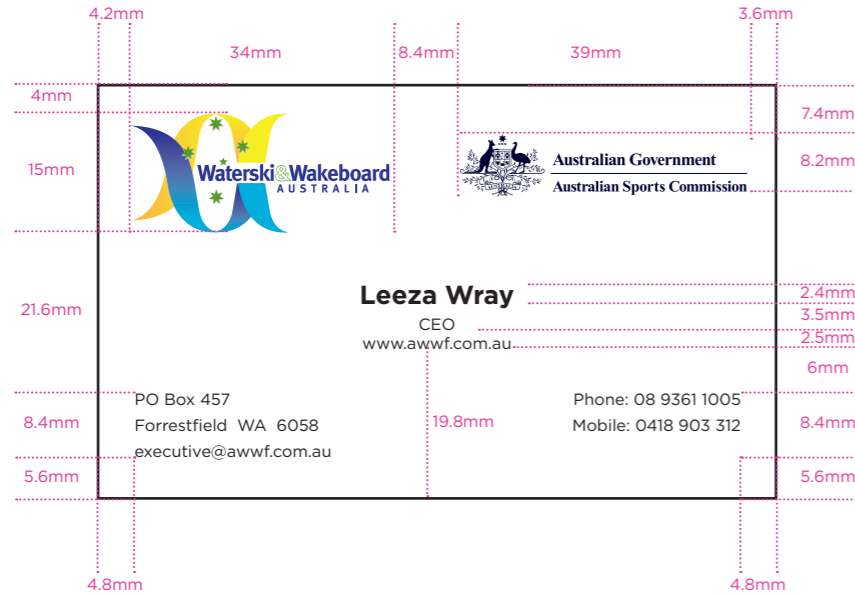 4.2mm
3.6mm
34mm
8.4mm
39mm
4mm
7.4mm
15mm
8.2mm
Waterski&Wakeboard
AUSTRALIA
Australian Government
Australian Sports Commission
21.6mm
Leeza Wray
2.4mm
3.5mm
CEO
2.5mm
www.awwf.com.au
6mm
PO Box 457
Phone: 08 9361 1005
8.4mm
Forrestfield WA 6058
19.8mm
Mobile: 0418 903 312
8.4mm
executive@awwf.com.au
5.6mm
5.6mm
4.8mm
4.8mm